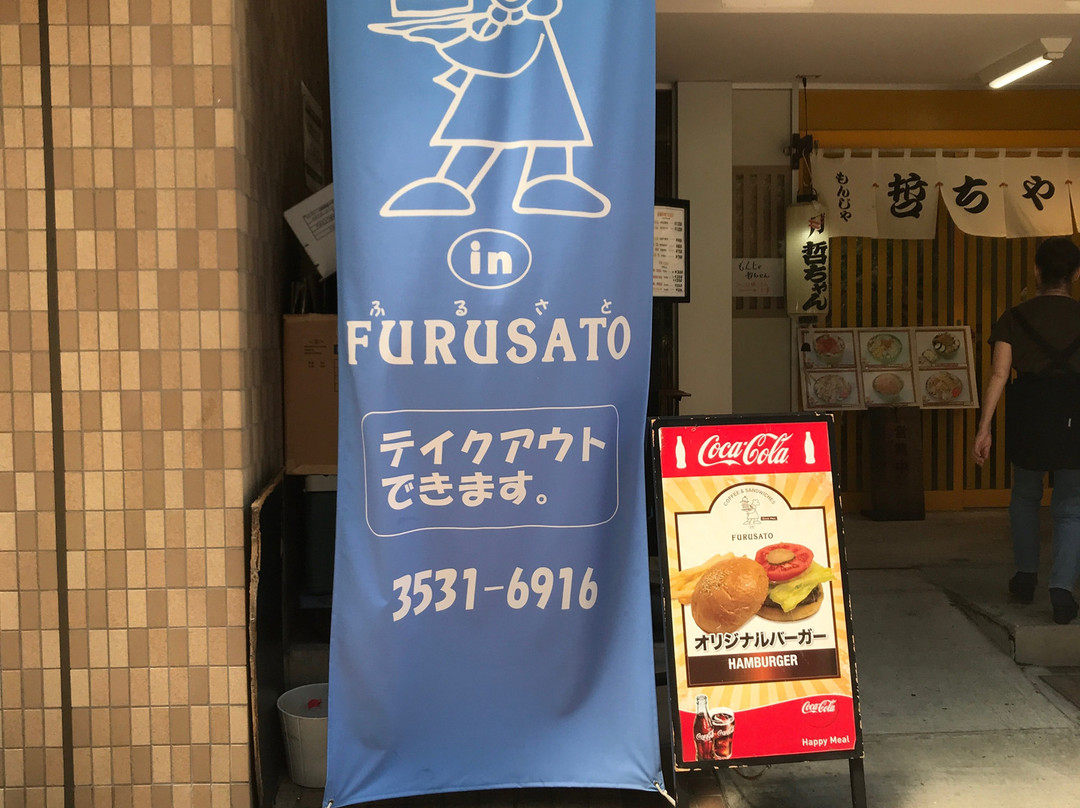 in
ふるさと
FURUSATO
テイクアウト
できます。
3531-6916
Coca-Cola
COFFEE & SANDWICHES
FURUSATO
オリジナルバーガー
HAMBURGER
Coca-Cola
Happy Meal
もんじゃ
哲ちゃ
哲ちゃん